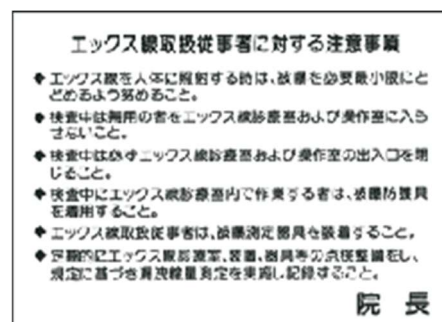 エックス線取扱従事者に対する注意事項
◆ エックス線を人体に照射する時は、被曝を必要最小限にと
どめるよう努めること。
◆ 検査中は無用の者をエックス線診療室および操作室に入ら
せないこと。
◆ 検査中は必ずエックス線診療室および操作室の出入口を閉
じること。
◆ 検査中にエックス線診療室内で作業する者は、被曝防護具
を着用すること。
◆ エックス線取扱従事者は、被曝測定器具を装着すること。
◆ 定期的にエックス線診療室、装置、器具等の点検整備をし、
規定に基づき漏洩線量測定を実施し記録すること。
院 長